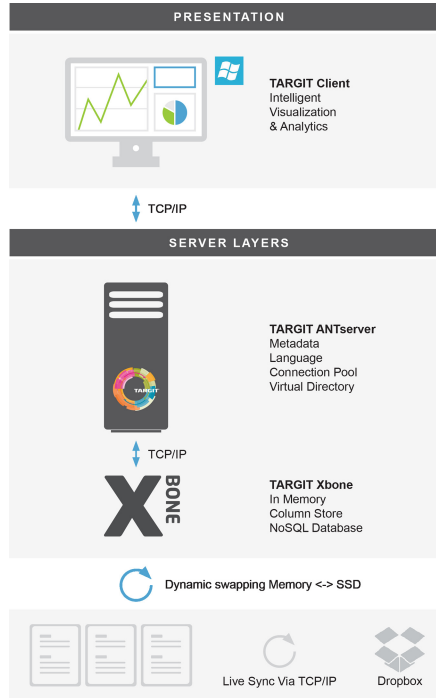 PRESENTATION
TARGIT Client
Intelligent
Visualization
& Analytics
TCP/IP
SERVER LAYERS
TARGIT ANTserver
Metadata
Language
Connection Pool
Virtual Directory
TARGIT
TCP/IP
XBONE
TARGIT Xbone
In Memory
Column Store
NoSQL Database
Dynamic swapping Memory <-> SSD
Live Sync Via TCP/IP
Dropbox